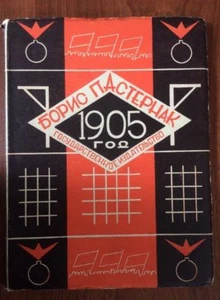 БОРИС ПАСТЕРНАК
1905
ГОД
ГОСУДАРСТВЕННОЕ ИЗДАТЕЛЬСТВО